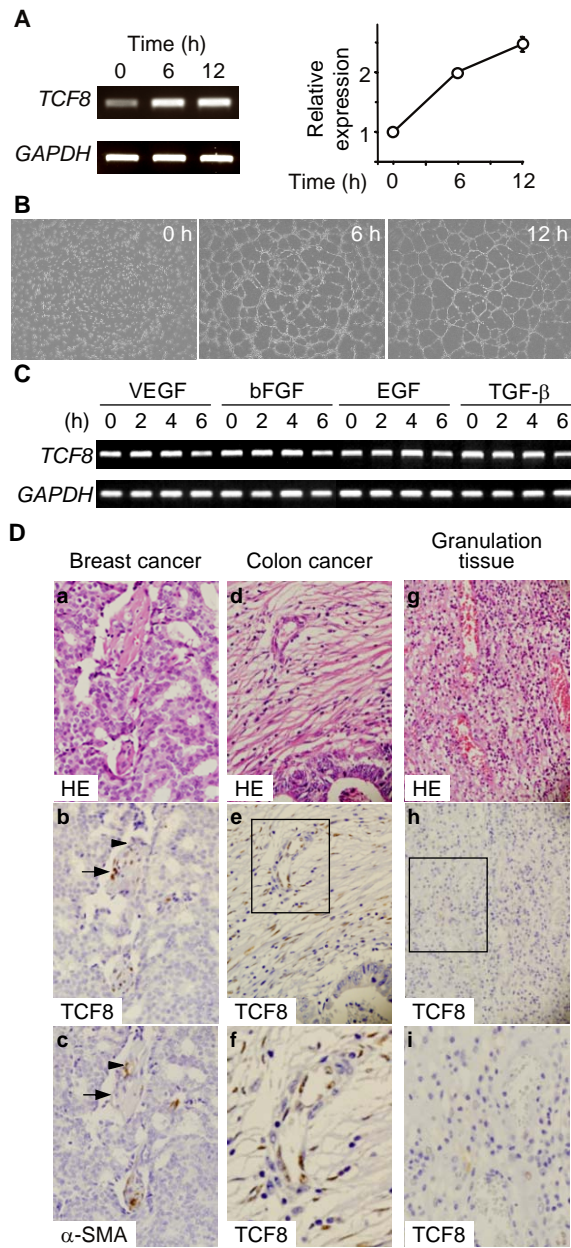 A
Time (h)
0 6 12
TCF8
GAPDH
Relative
expression
2
1
Time (h) 0 6 12
B
0 h 6 h 12 h
C
VEGF bFGF EGF TGF-β
(h) 0 2 4 6 0 2 4 6 0 2 4 6 0 2 4 6
TCF8
GAPDH
D
Breast cancer Colon cancer Granulation
tissue
a d g
HE HE HE
b e h
TCF8 TCF8 TCF8
c f i
α-SMA TCF8 TCF8